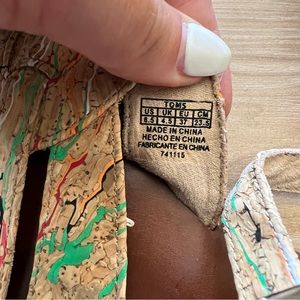 TOMS
US UK EU CM
6.5 4.5 37 23.5
MADE IN CHINA
HECHO EN CHINA
FABRICANTE EN CHINA
741115